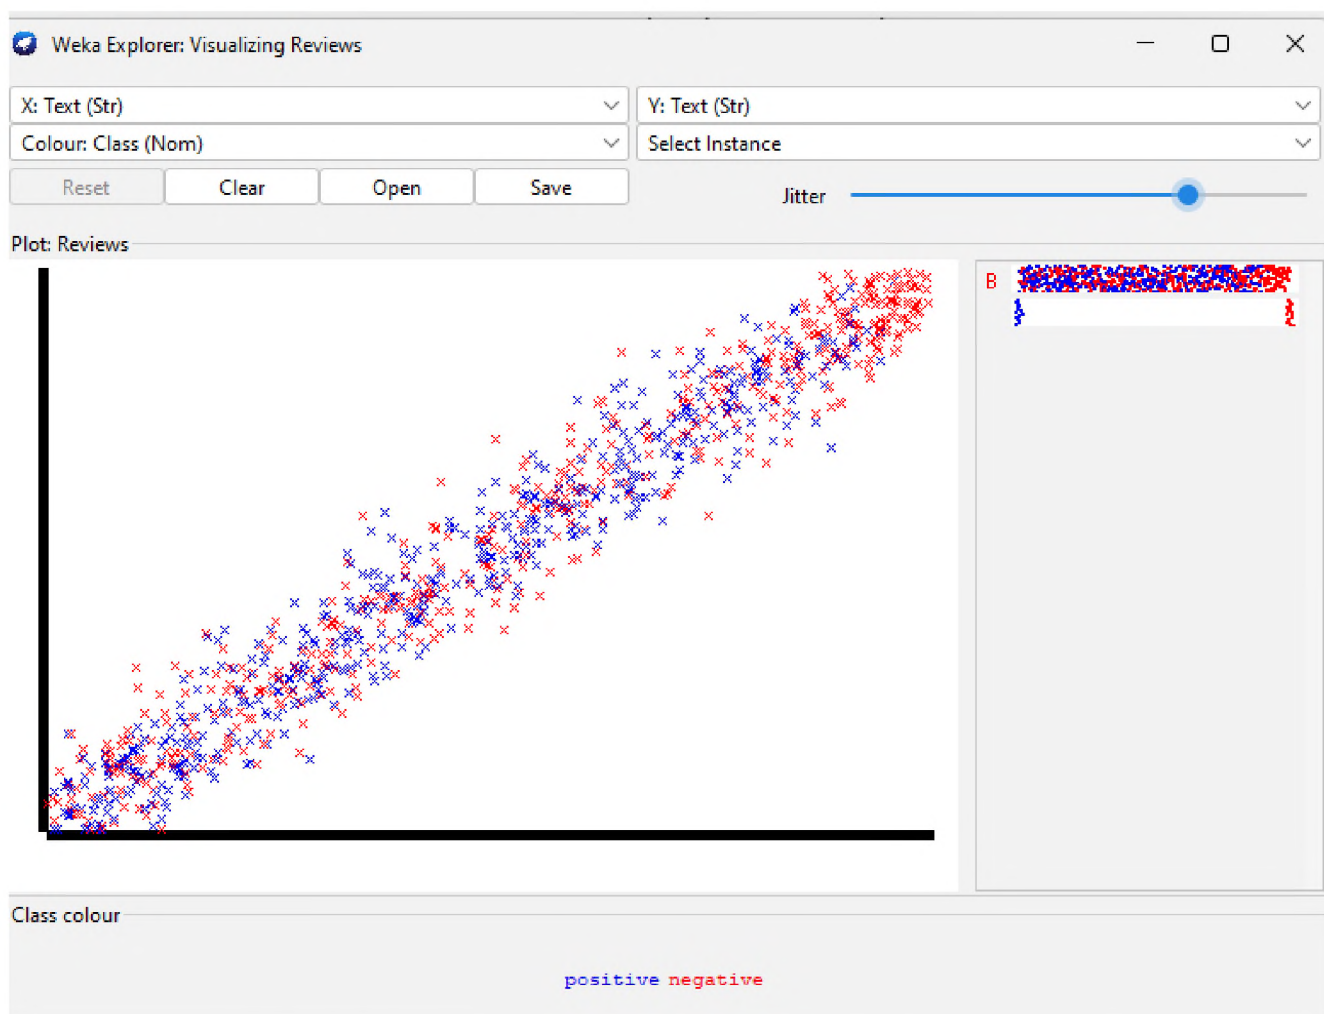 Weka Explorer: Visualizing Reviews
X: Text (Str)
Y: Text (Str)
Colour: Class (Nom)
Select Instance
Reset
Clear
Open
Save
Jitter
Plot: Reviews
B
Class colour
positive negative